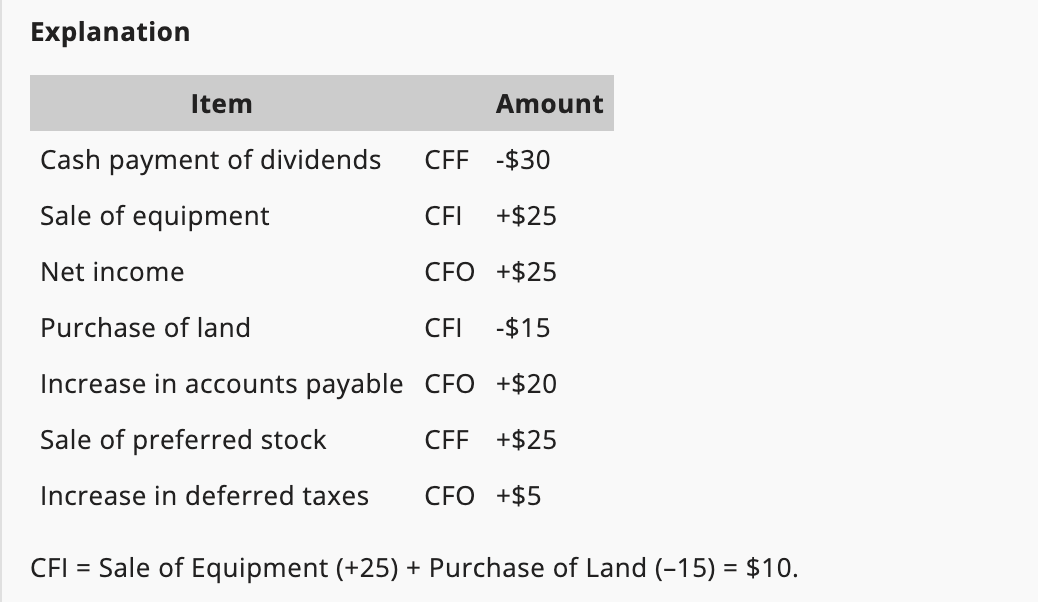 Explanation
Item Amount
Cash payment of dividends CFF -$30
Sale of equipment CFI +$25
Net income CFO +$25
Purchase of land CFI -$15
Increase in accounts payable CFO +$20
Sale of preferred stock CFF +$25
Increase in deferred taxes CFO +$5
CFI = Sale of Equipment (+25) + Purchase of Land (–15) = $10.